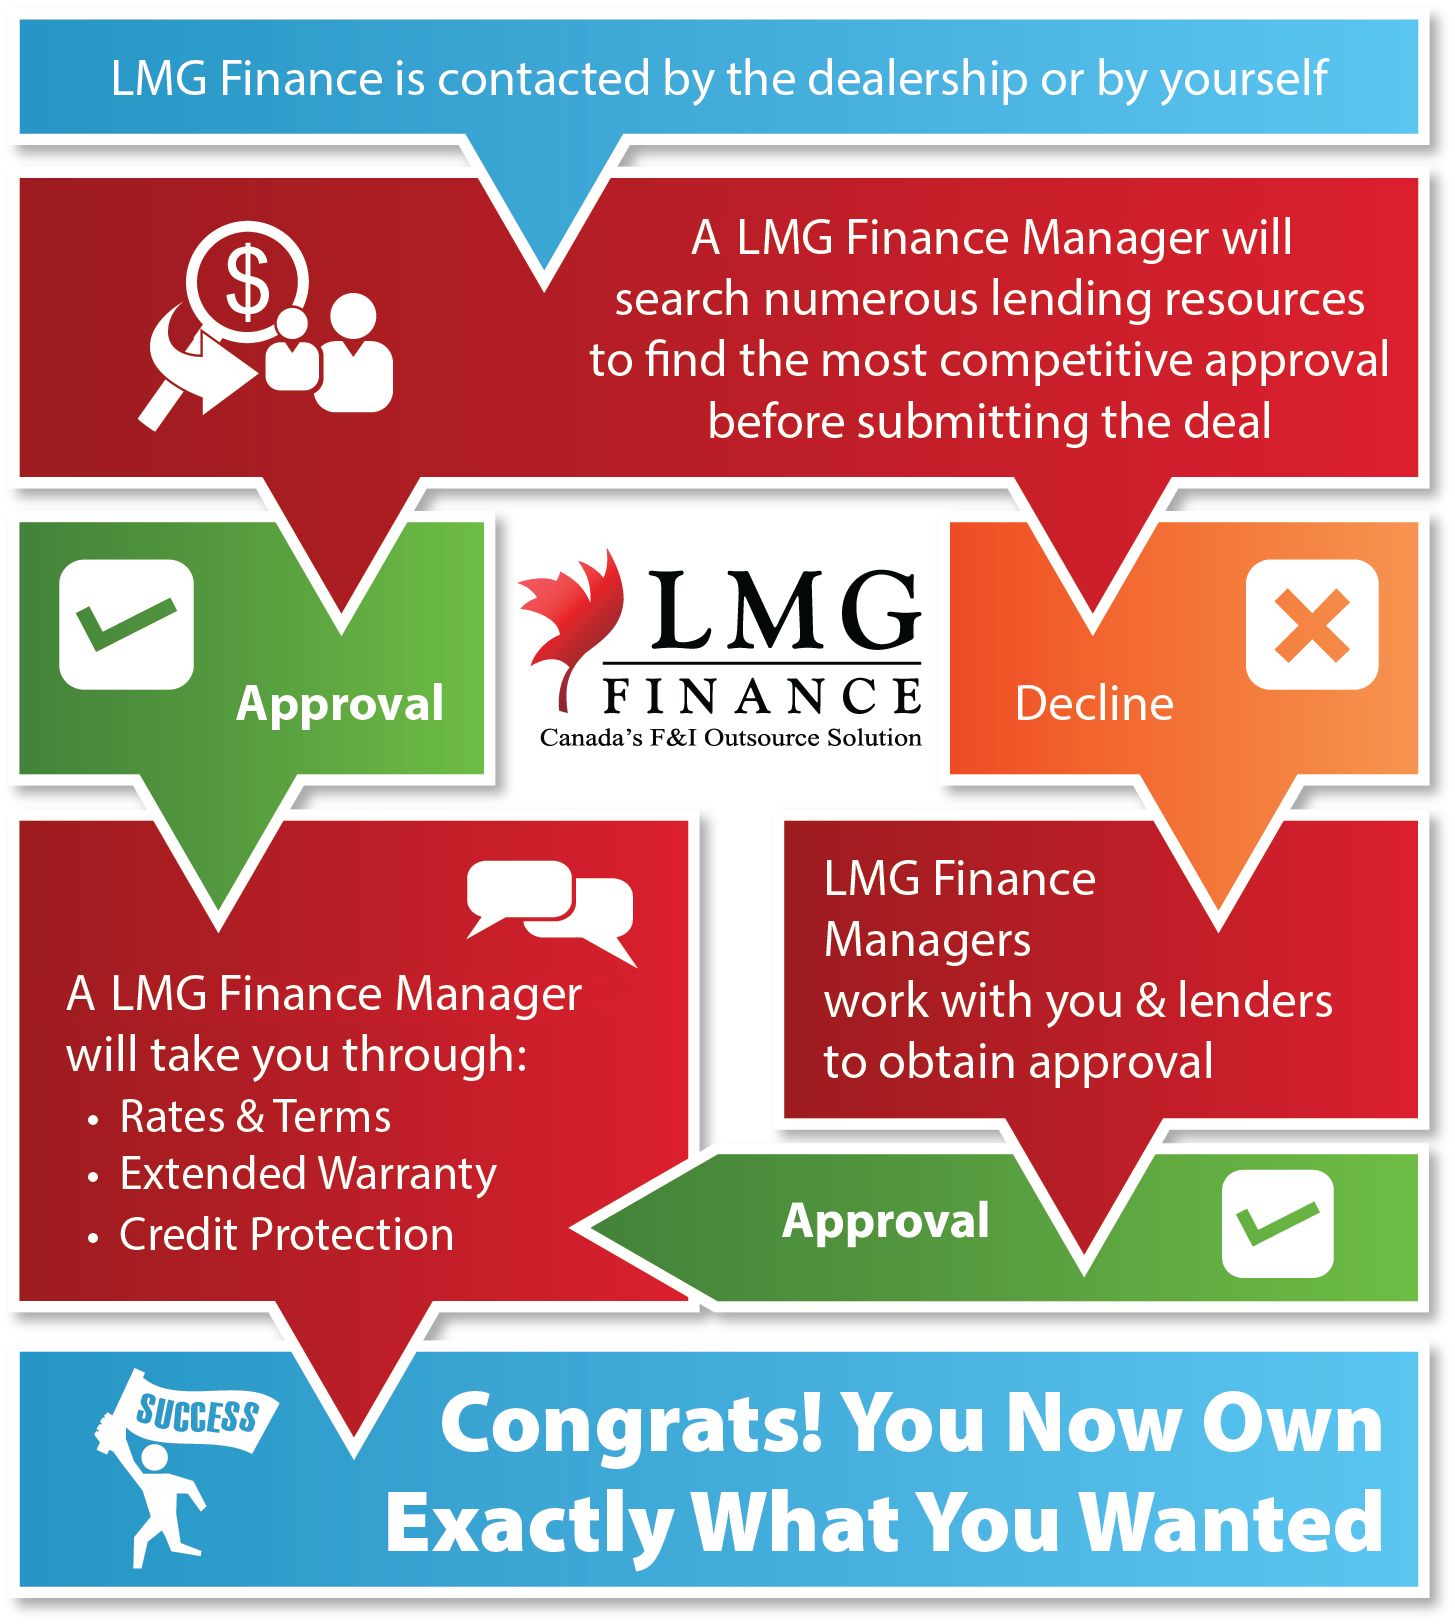 LMG Finance is contacted by the dealership or by yourself
$
A LMG Finance Manager will
search numerous lending resources
to find the most competitive approval
before submitting the deal
Approval
LMG
FINANCE
Canada's F&I Outsource Solution
Decline
A LMG Finance Manager
will take you through:
• Rates & Terms
• Extended Warranty
• Credit Protection
LMG Finance
Managers
work with you & lenders
to obtain approval
Approval
SUCCESS
Congrats! You Now Own
Exactly What You Wanted